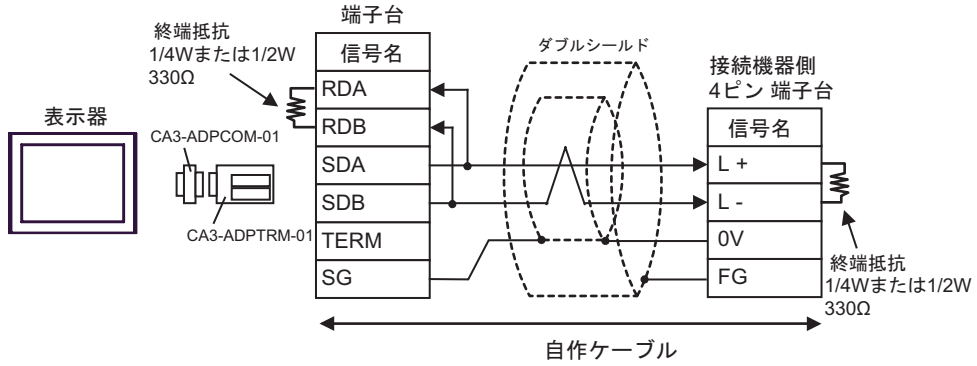 端子台
終端抵抗
1/4Wまたは1/2W
330Ω
信号名
RDA
RDB
SDA
SDB
TERM
SG
表示器
CA3-ADPCOM-01
CA3-ADPTRM-01
ダブルシールド
接続機器側
4ピン 端子台
信号名
L +
L -
0V
FG
終端抵抗
1/4Wまたは1/2W
330Ω
自作ケーブル